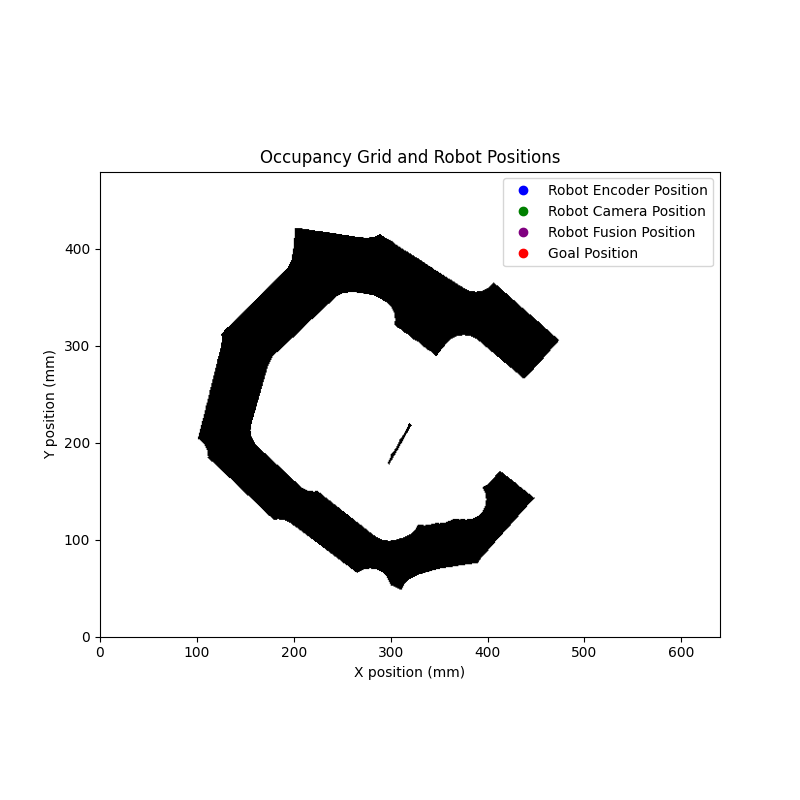 Occupancy Grid and Robot Positions
Robot Encoder Position
Robot Camera Position
Robot Fusion Position
Goal Position
Y position (mm)
400
300
200
100
0
0 100 200 300 400 500 600
X position (mm)